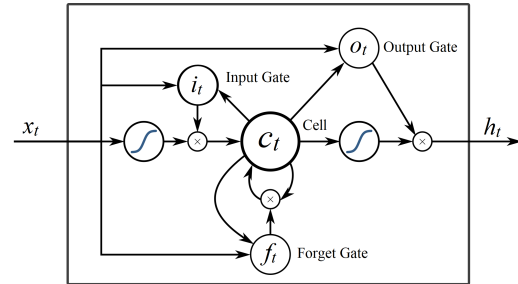 o_t Output Gate
i_t Input Gate
x_t × c_t Cell × h_t
×
f_t Forget Gate